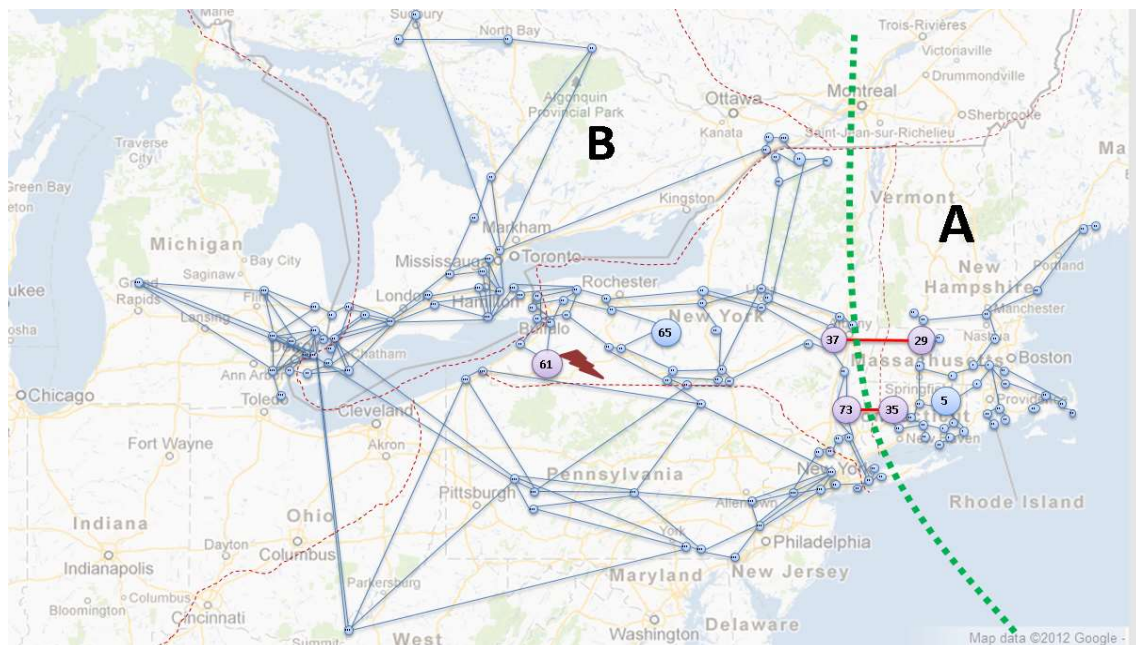 Sudbury
North Bay
Trois-Rivières
Victoriaville
Drummondville
Algonquin
Provincial Park
Ottawa
Montreal
Kanata
Sherbrooke
Saint-Jean-sur-Richelieu
B
Traverse
City
Green Bay
Kingston
Vermont
A
Markham
Toronto
Mississauga
Michigan
Bay City
Saginaw
Grand
Rapids
Flint
Lansing
London
Hamilton
Rochester
New York
Buffalo
New
Hampshire
Portland
Manchester
Nashua
Massachusetts
Boston
65
37
29
61
Chatham
Ann Arbor
Toledo
Chicago
Cleveland
Akron
Fort Wayne
Springfield
Providence
73
35
5
New Haven
Pennsylvania
New York
Pittsburgh
Allentown
York
Philadelphia
Rhode Island
Indiana
Ohio
Dayton
Columbus
Indianapolis
Maryland
New Jersey
Parkersburg
Bloomington
Columbus
Cincinnati
Delaware
Washington
West
Map data ©2012 Google -